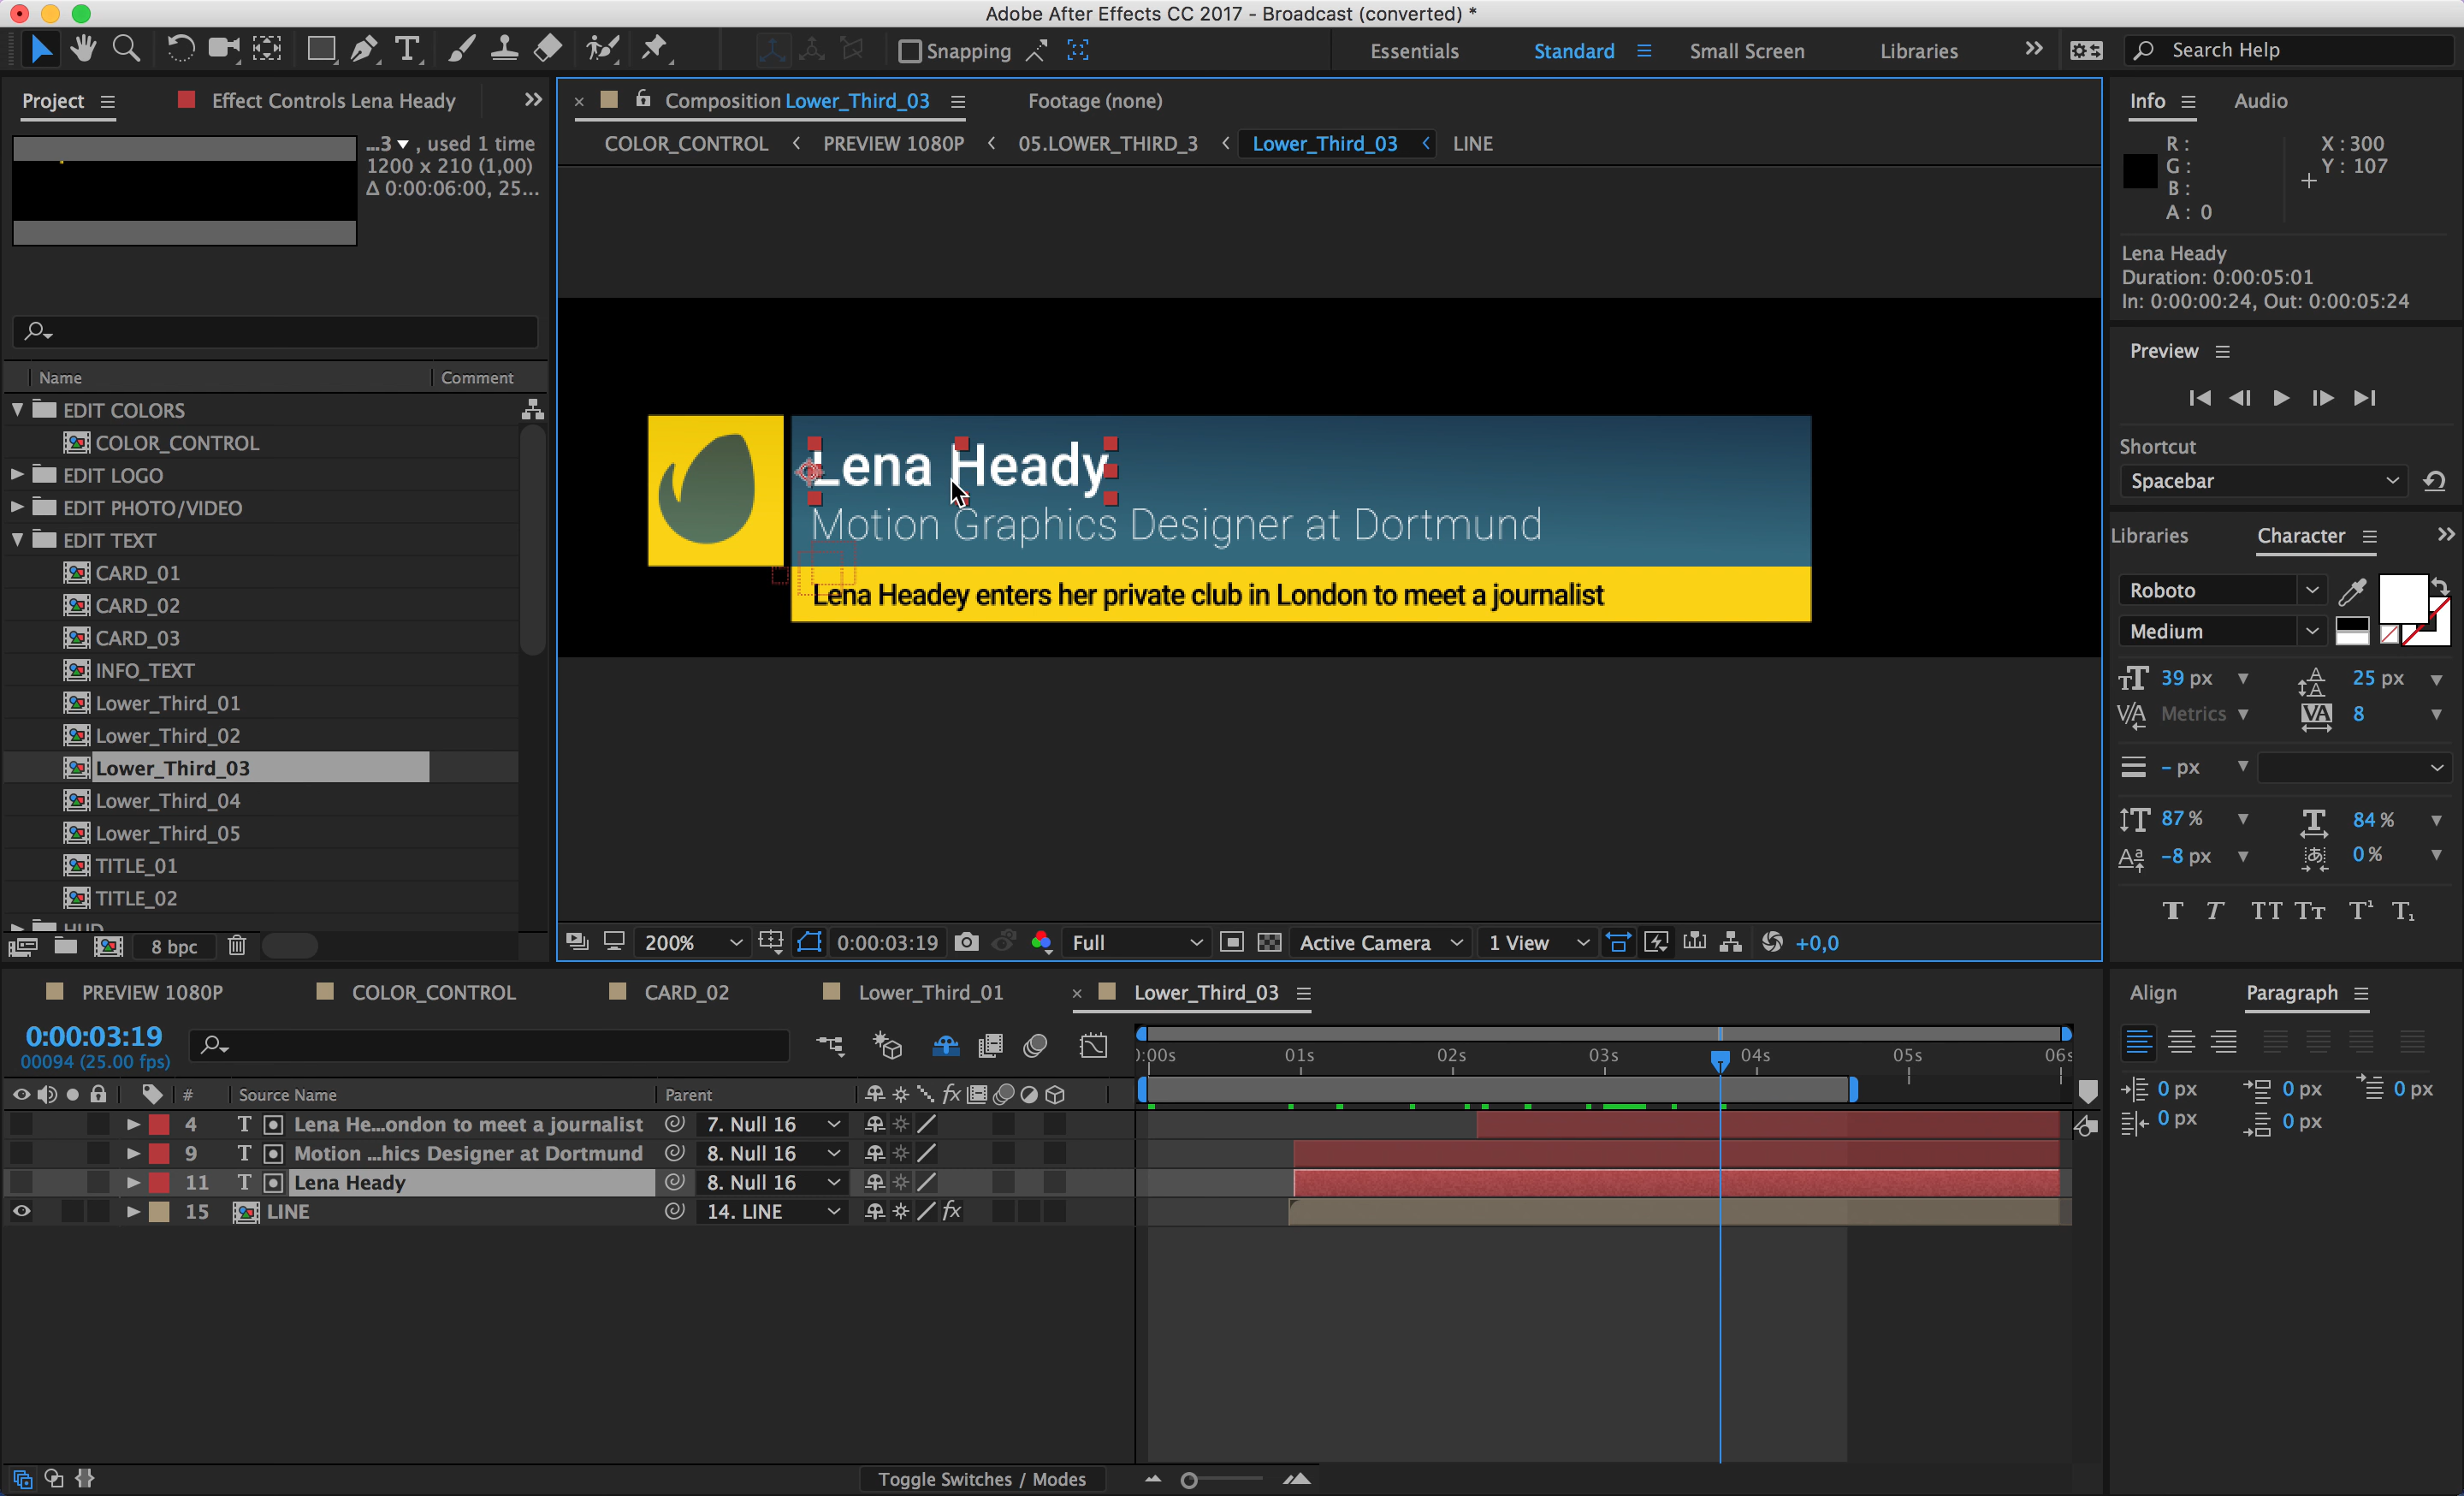 Adobe After Effects CC 2017 - Broadcast (converted) *
Snapping
Essentials
Standard
Small Screen
Libraries
Search Help
Project
Effect Controls Lena Heady
...3 , used 1 time
1200 x 210 (1,00)
Δ 0:00:06:00, 25...
Name
Comment
EDIT COLORS
COLOR_CONTROL
EDIT LOGO
EDIT PHOTO/VIDEO
EDIT TEXT
CARD_01
CARD_02
CARD_03
INFO_TEXT
Lower_Third_01
Lower_Third_02
Lower_Third_03
Lower_Third_04
Lower_Third_05
TITLE_01
TITLE_02
HUD
8 bpc
Composition Lower_Third_03
Footage (none)
COLOR_CONTROL
PREVIEW 1080P
05.LOWER_THIRD_3
Lower_Third_03
LINE
Lena Heady
Motion Graphics Designer at Dortmund
Lena Headey enters her private club in London to meet a journalist
200%
0:00:03:19
Full
Active Camera
1 View
+0,0
Info
Audio
R :
G :
B :
A : 0
X : 300
Y : 107
Lena Heady
Duration: 0:00:05:01
In: 0:00:00:24, Out: 0:00:05:24
Preview
Shortcut
Spacebar
Libraries
Character
Roboto
Medium
39 px
25 px
Metrics
8
- px
87 %
84 %
-8 px
0 %
PREVIEW 1080P
COLOR_CONTROL
CARD_02
Lower_Third_01
Lower_Third_03
0:00:03:19
00094 (25.00 fps)
):00s
01s
02s
03s
04s
05s
06s
#
Source Name
Parent
4
T
Lena He...ondon to meet a journalist
7. Null 16
9
T
Motion ...hics Designer at Dortmund
8. Null 16
11
T
Lena Heady
8. Null 16
15
LINE
14. LINE
fx
Toggle Switches / Modes
Align
Paragraph
0 px
0 px
0 px
0 px
0 px